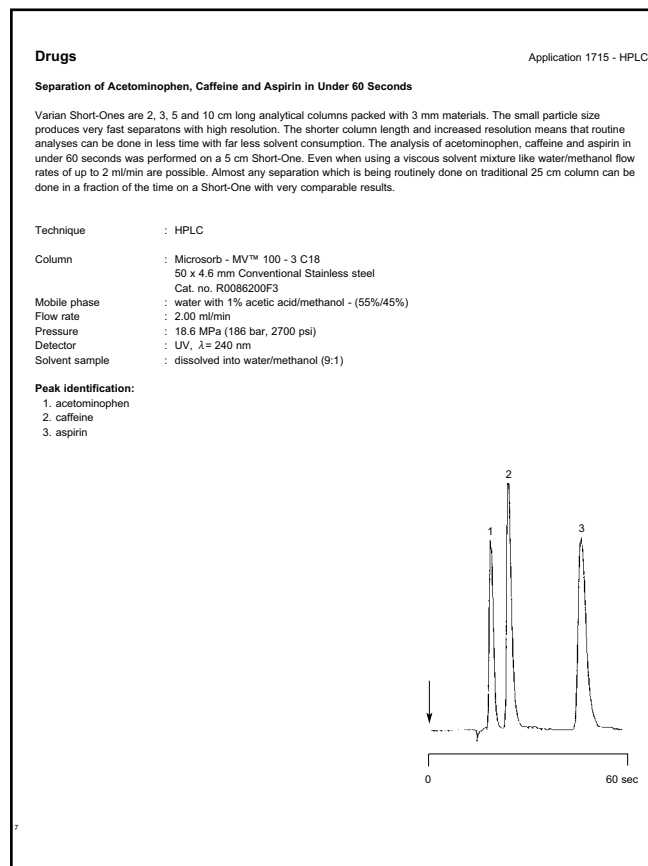 Drugs
Application 1715 - HPLC
Separation of Acetominophen, Caffeine and Aspirin in Under 60 Seconds
Varian Short-Ones are 2, 3, 5 and 10 cm long analytical columns packed with 3 mm materials. The small particle size
produces very fast separatons with high resolution. The shorter column length and increased resolution means that routine
analyses can be done in less time with far less solvent consumption. The analysis of acetominophen, caffeine and aspirin in
under 60 seconds was performed on a 5 cm Short-One. Even when using a viscous solvent mixture like water/methanol flow
rates of up to 2 ml/min are possible. Almost any separation which is being routinely done on traditional 25 cm column can be
done in a fraction of the time on a Short-One with very comparable results.
Technique : HPLC
Column : Microsorb - MV™ 100 - 3 C18
50 x 4.6 mm Conventional Stainless steel
Cat. no. R0086200F3
Mobile phase : water with 1% acetic acid/methanol - (55%/45%)
Flow rate : 2.00 ml/min
Pressure : 18.6 MPa (186 bar, 2700 psi)
Detector : UV, λ= 240 nm
Solvent sample : dissolved into water/methanol (9:1)
Peak identification:
1. acetominophen
2. caffeine
3. aspirin
2
1
3
0
60 sec
7